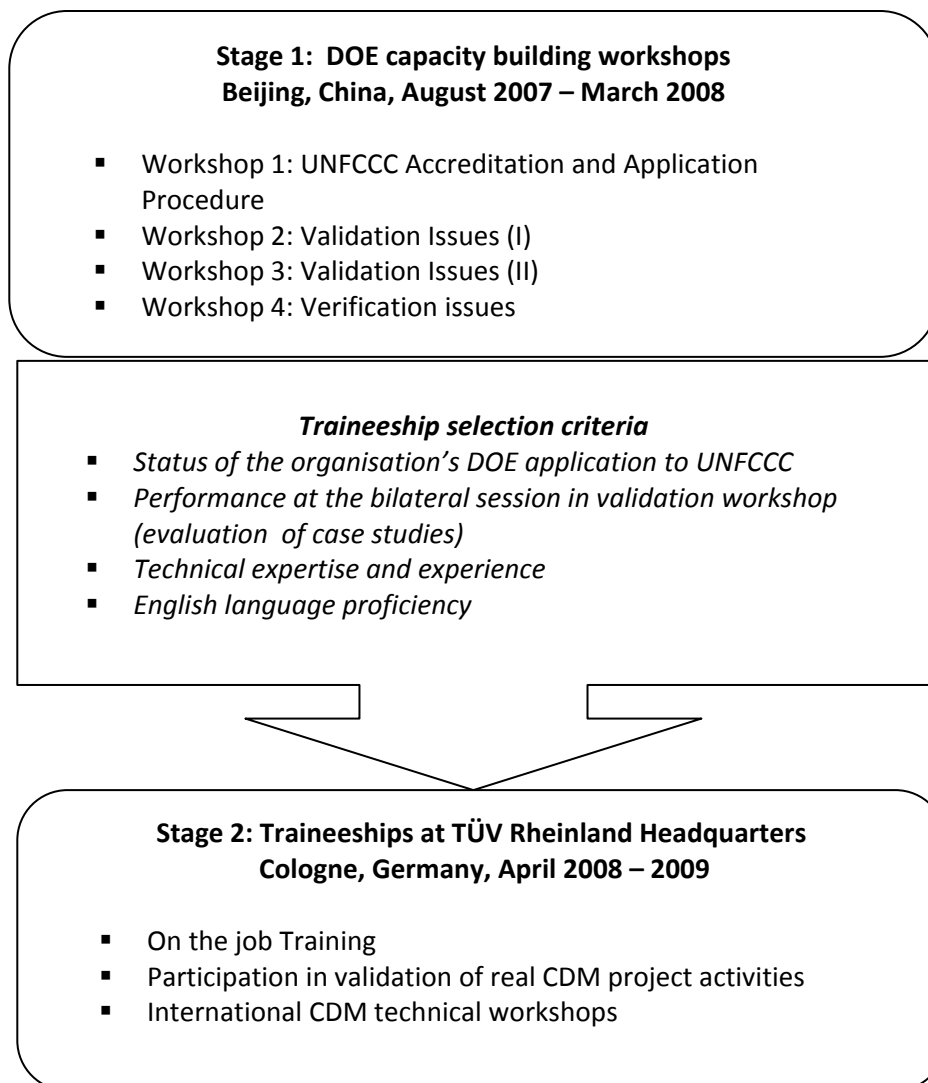 Stage 1:  DOE capacity building workshops
Beijing, China, August 2007 – March 2008
▪ Workshop 1: UNFCCC Accreditation and Application
Procedure
▪ Workshop 2: Validation Issues (I)
▪ Workshop 3: Validation Issues (II)
▪ Workshop 4: Verification issues
Traineeship selection criteria
▪ Status of the organisation’s DOE application to UNFCCC
▪ Performance at the bilateral session in validation workshop
(evaluation  of case studies)
▪ Technical expertise and experience
▪ English language proficiency
Stage 2: Traineeships at TÜV Rheinland Headquarters
Cologne, Germany, April 2008 – 2009
▪ On the job Training
▪ Participation in validation of real CDM project activities
▪ International CDM technical workshops